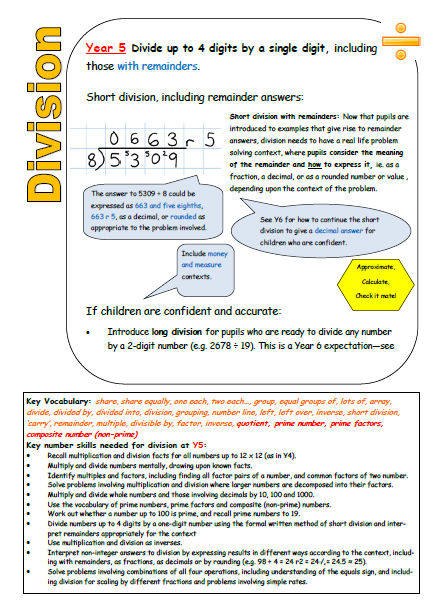 Division
Year 5 Divide up to 4 digits by a single digit, including
those with remainders.
Short division, including remainder answers:
0 6 6 3 r 5
8)5 ⁵3 ⁵0 ²9
Short division with remainders: Now that pupils are
introduced to examples that give rise to remainder
answers, division needs to have a real life problem
solving context, where pupils consider the meaning
of the remainder and how to express it, ie. as a
fraction, a decimal, or as a rounded number or value ,
depending upon the context of the problem.
The answer to 5309 ÷ 8 could be
expressed as 663 and five eighths,
663 r 5, as a decimal, or rounded as
appropriate to the problem involved.
See Y6 for how to continue the short
division to give a decimal answer for
children who are confident.
Include money
and measure
contexts.
Approximate,
Calculate,
Check it mate!
If children are confident and accurate:
• Introduce long division for pupils who are ready to divide any number
by a 2-digit number (e.g. 2678 ÷ 19). This is a Year 6 expectation—see
Key Vocabulary: share, share equally, one each, two each…, group, equal groups of, lots of, array,
divide, divided by, divided into, division, grouping, number line, left, left over, inverse, short division,
'carry', remainder, multiple, divisible by, factor, inverse, quotient, prime number, prime factors,
composite number (non-prime)
Key number skills needed for division at Y5:
• Recall multiplication and division facts for all numbers up to 12 x 12 (as in Y4).
• Multiply and divide numbers mentally, drawing upon known facts.
• Identify multiples and factors, including finding all factor pairs of a number, and common factors of two number.
• Solve problems involving multiplication and division where larger numbers are decomposed into their factors.
• Multiply and divide whole numbers and those involving decimals by 10, 100 and 1000.
• Use the vocabulary of prime numbers, prime factors and composite (non-prime) numbers.
• Work out whether a number up to 100 is prime, and recall prime numbers to 19.
• Divide numbers up to 4 digits by a one-digit number using the formal written method of short division and inter-
pret remainders appropriately for the context
• Use multiplication and division as inverses.
• Interpret non-integer answers to division by expressing results in different ways according to the context, includ-
ing with remainders, as fractions, as decimals or by rounding (e.g. 98 ÷ 4 = 24 r2 = 24 = 24.5 ≈ 25).
• Solve problems involving combinations of all four operations, including understanding of the equals sign, and includ-
ing division for scaling by different fractions and problems involving simple rates.